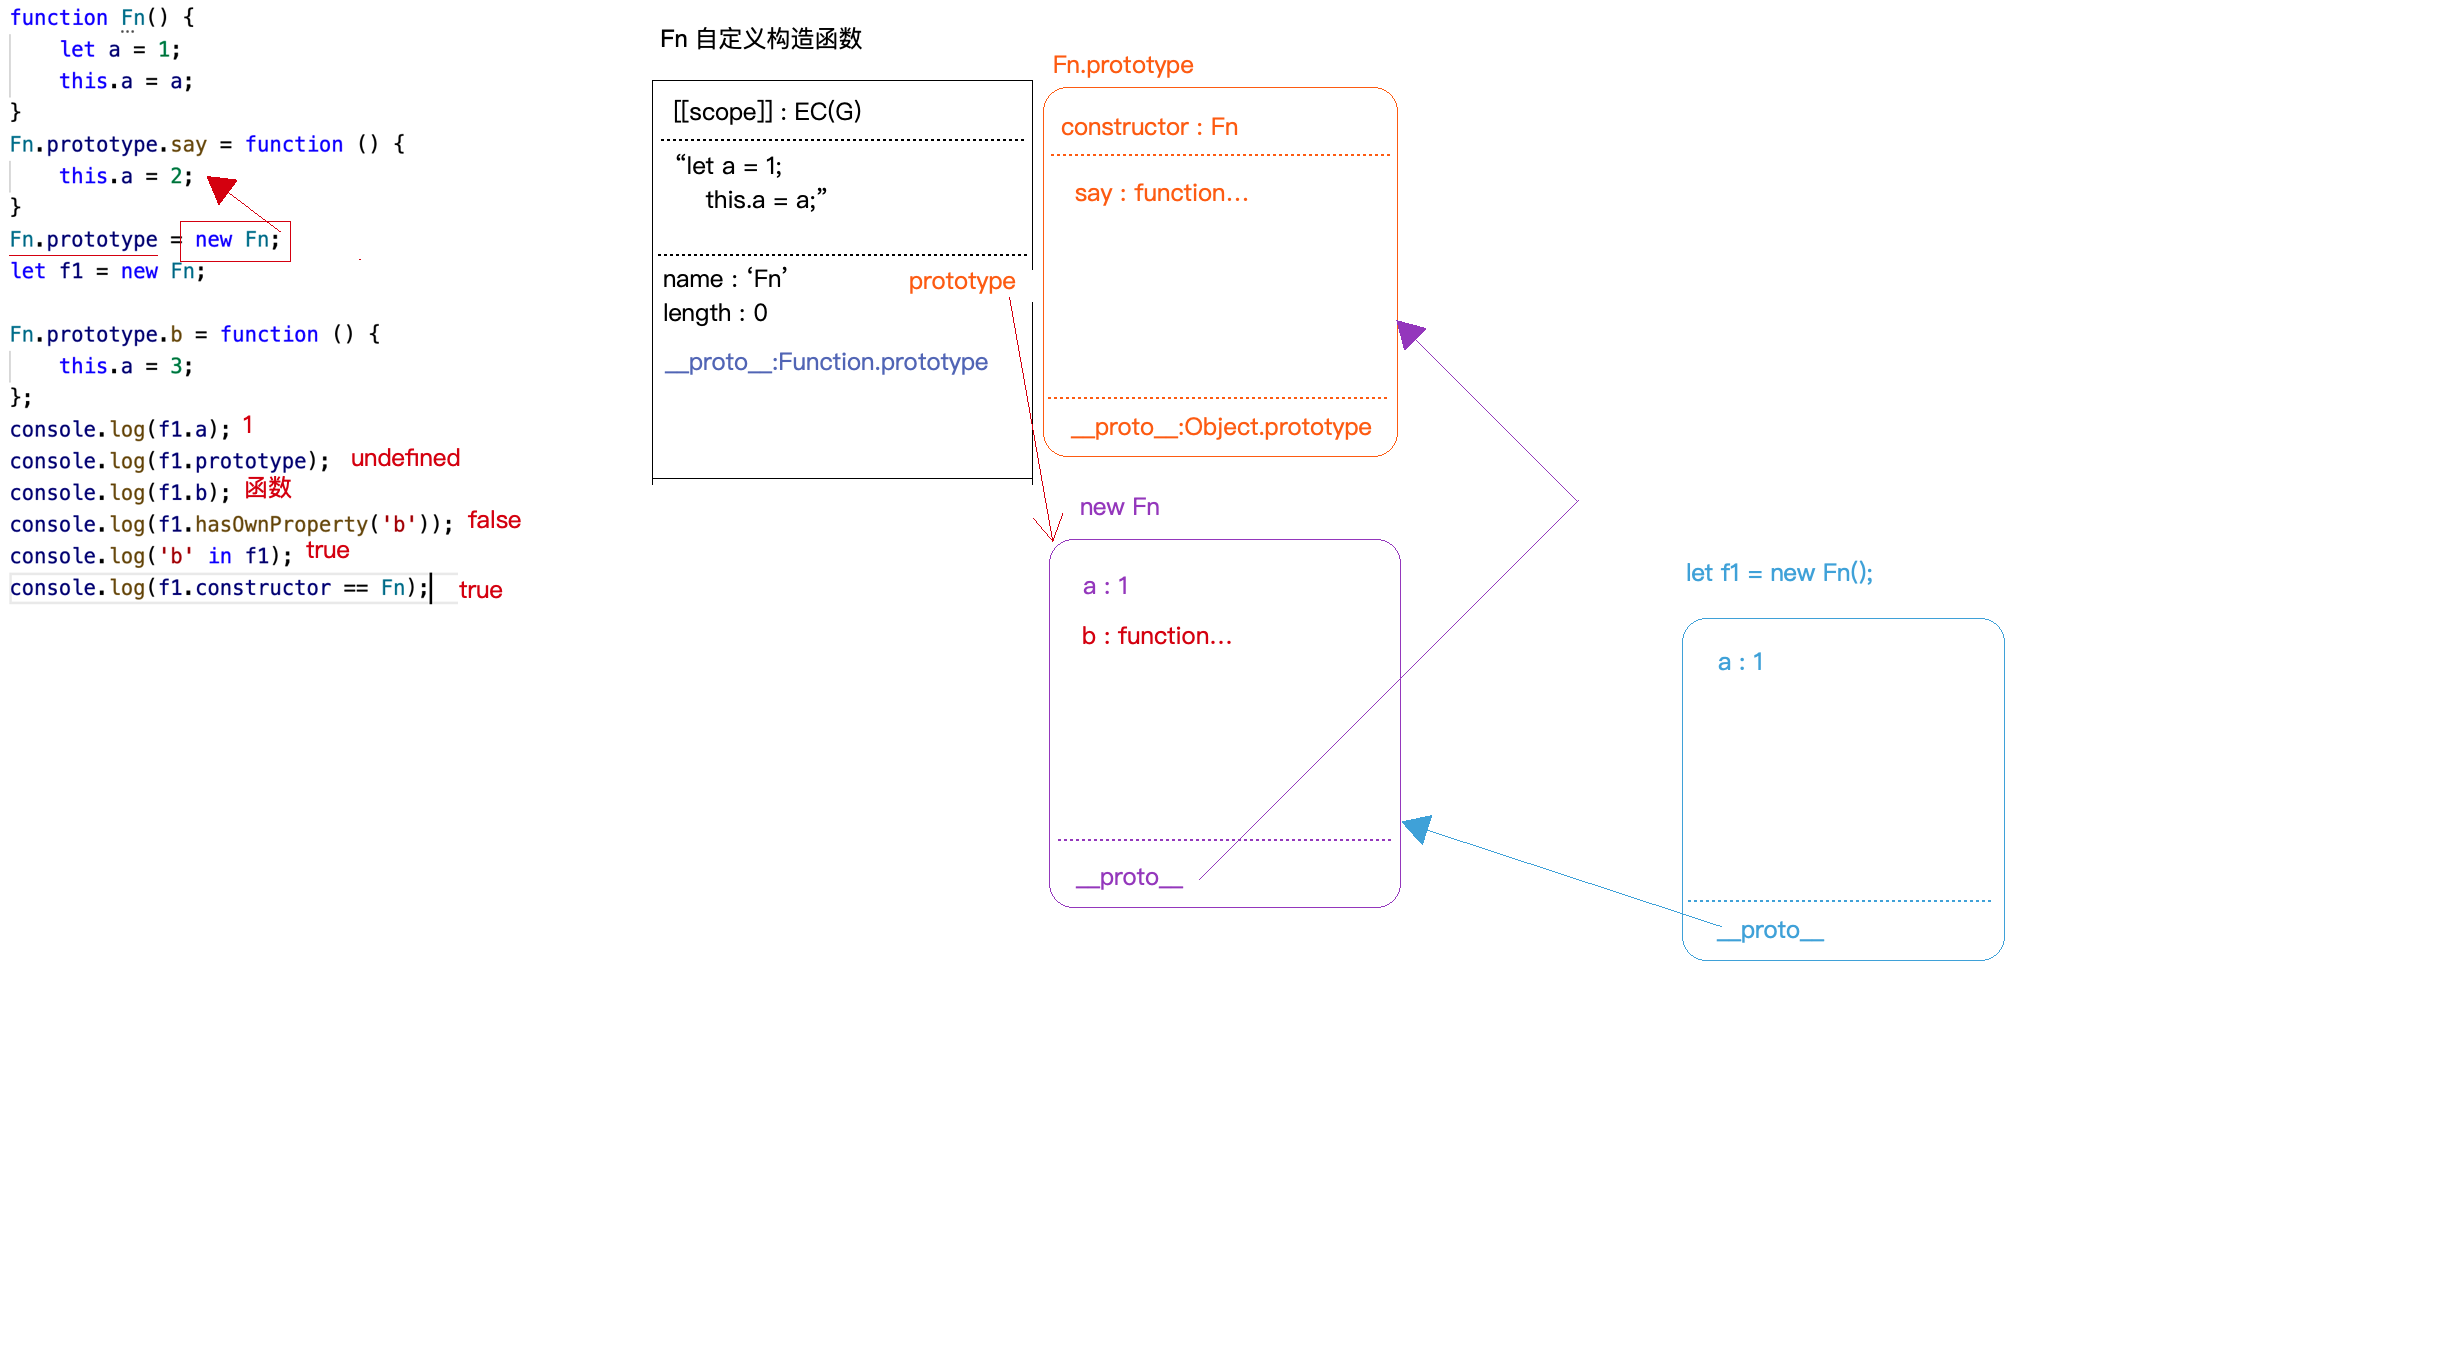 function Fn() {
let a = 1;
this.a = a;
}
Fn.prototype.say = function () {
this.a = 2;
}
Fn.prototype = new Fn;
let f1 = new Fn;
Fn.prototype.b = function () {
this.a = 3;
};
console.log(f1.a); 1
console.log(f1.prototype); undefined
console.log(f1.b); 函数
console.log(f1.hasOwnProperty('b')); false
console.log('b' in f1); true
console.log(f1.constructor == Fn); true
Fn 自定义构造函数
[[scope]] : EC(G)
“let a = 1;
this.a = a;”
name : ‘Fn’
prototype
length : 0
__proto__:Function.prototype
Fn.prototype
constructor : Fn
say : function...
__proto__:Object.prototype
new Fn
a : 1
b : function...
__proto__
let f1 = new Fn();
a : 1
__proto__